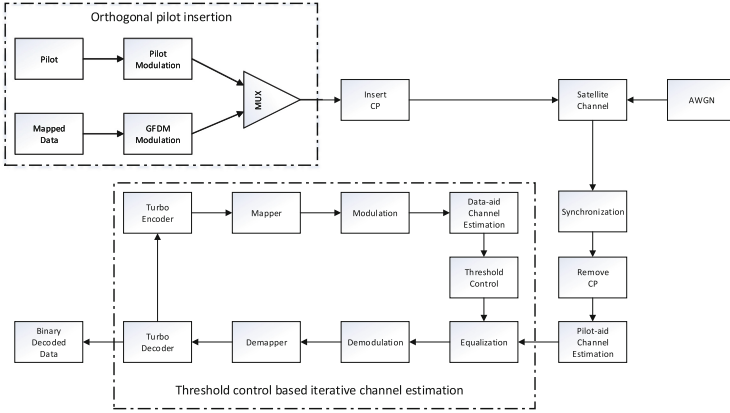 Orthogonal pilot insertion
Pilot
Pilot
Modulation
MUX
Mapped
Data
GFDM
Modulation
Insert
CP
Satellite
Channel
AWGN
Turbo
Encoder
Mapper
Modulation
Data-aid
Channel
Estimation
Synchronization
Threshold
Control
Remove
CP
Binary
Decoded
Data
Turbo
Decoder
Demapper
Demodulation
Equalization
Pilot-aid
Channel
Estimation
Threshold control based iterative channel estimation